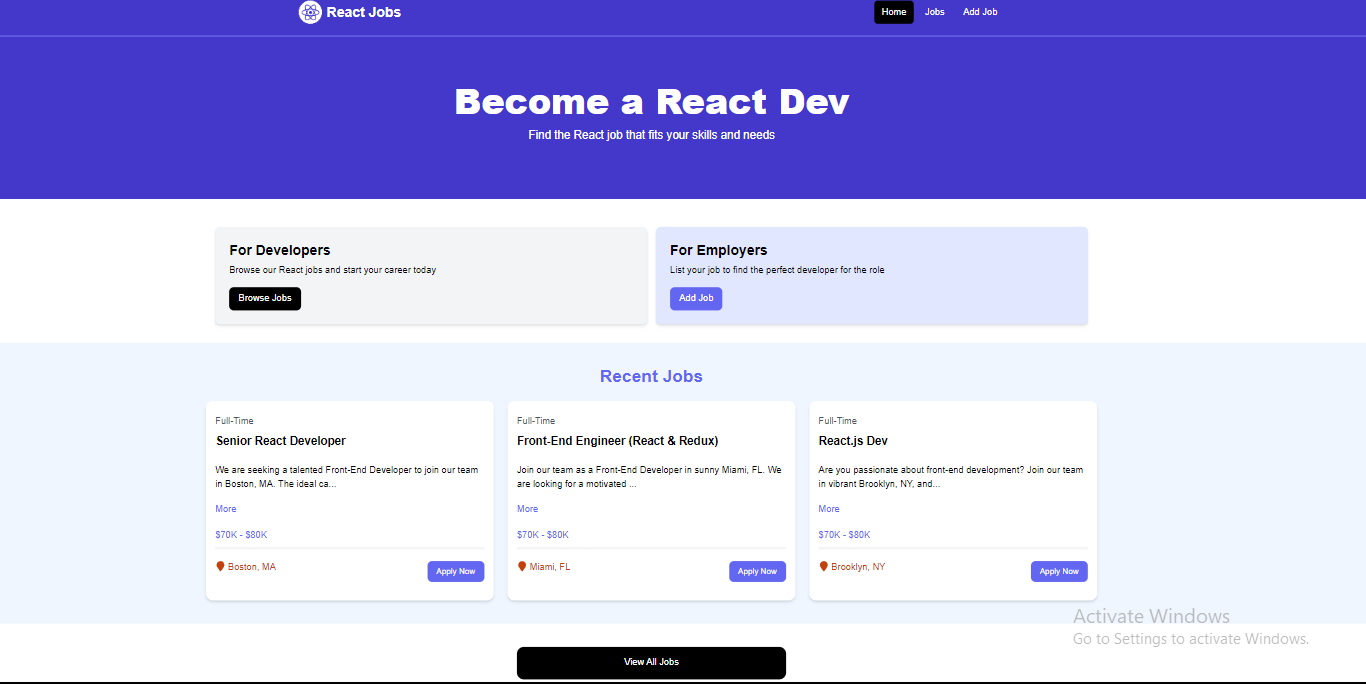 React Jobs
Home Jobs Add Job
Become a React Dev
Find the React job that fits your skills and needs
For Developers
Browse our React jobs and start your career today
Browse Jobs
For Employers
List your job to find the perfect developer for the role
Add Job
Recent Jobs
Full-Time
Senior React Developer
We are seeking a talented Front-End Developer to join our team
in Boston, MA. The ideal ca...
More
$70K - $80K
Boston, MA
Apply Now
Full-Time
Front-End Engineer (React & Redux)
Join our team as a Front-End Developer in sunny Miami, FL. We
are looking for a motivated ...
More
$70K - $80K
Miami, FL
Apply Now
Full-Time
React.js Dev
Are you passionate about front-end development? Join our team
in vibrant Brooklyn, NY, and...
More
$70K - $80K
Brooklyn, NY
Apply Now
Activate Windows
Go to Settings to activate Windows.
View All Jobs